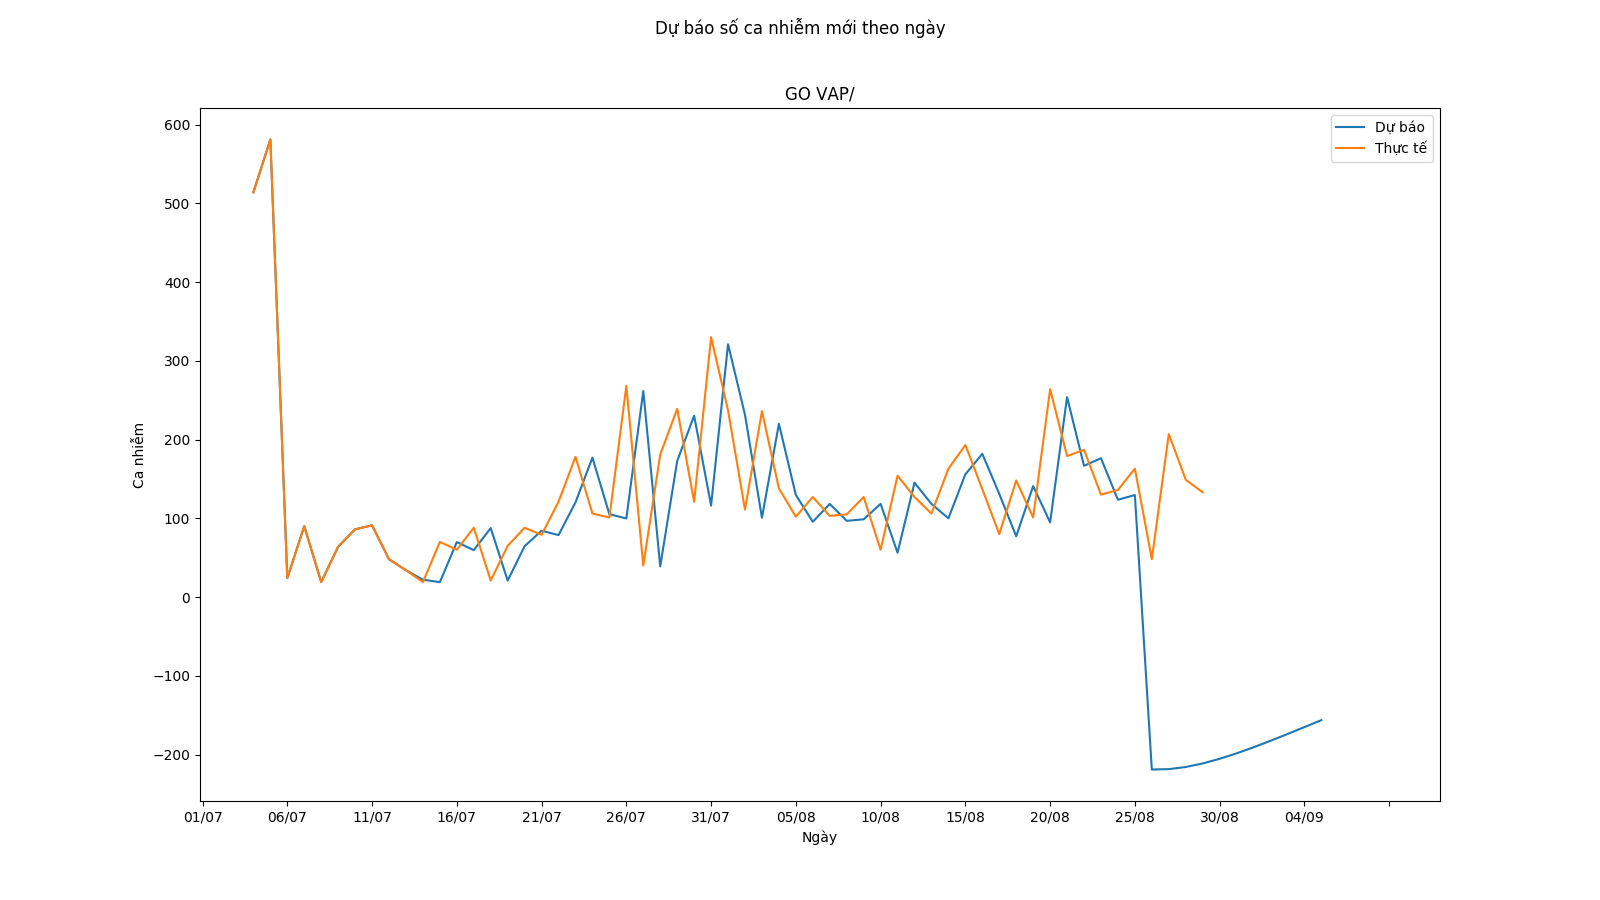 Dự báo số ca nhiễm mới theo ngày
GO VAP/
Dự báo
Thực tế
Ca nhiễm
600
500
400
300
200
100
0
−100
−200
01/07 06/07 11/07 16/07 21/07 26/07 31/07 05/08 10/08 15/08 20/08 25/08 30/08 04/09
Ngày